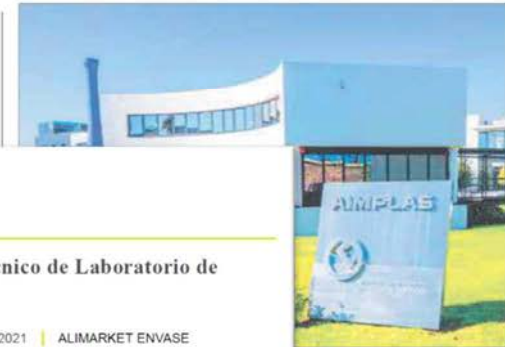 AIMPLAS
nico de Laboratorio de
2021 | ALIMARKET ENVASE